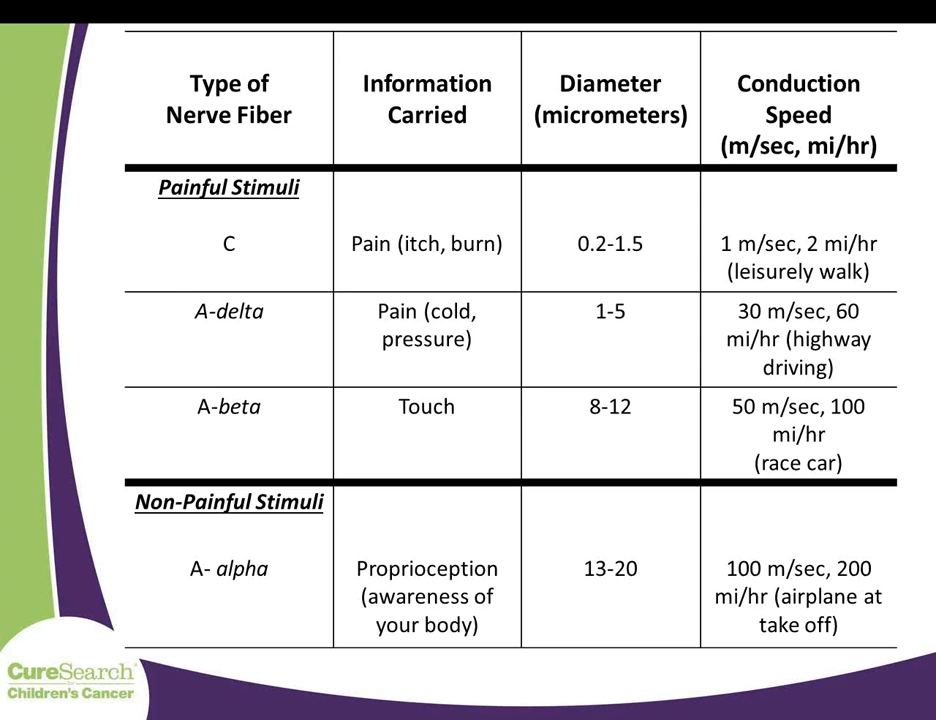 Type of
Nerve Fiber
Information
Carried
Diameter
(micrometers)
Conduction
Speed
(m/sec, mi/hr)
Painful Stimuli
C
Pain (itch, burn)
0.2-1.5
1 m/sec, 2 mi/hr
(leisurely walk)
A-delta
Pain (cold,
pressure)
1-5
30 m/sec, 60
mi/hr (highway
driving)
A-beta
Touch
8-12
50 m/sec, 100
mi/hr
(race car)
Non-Painful Stimuli
A- alpha
Proprioception
(awareness of
your body)
13-20
100 m/sec, 200
mi/hr (airplane at
take off)
CureSearch
Children's Cancer